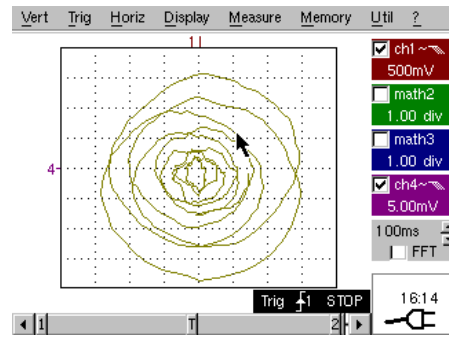 Vert Trig Horiz Display Measure Memory Util ?
1
ch1~
500mV
math2
1.00 div
math3
1.00 div
4
ch4~
5.00mV
100ms
FFT
Trig 1 STOP
16:14
1 T 2